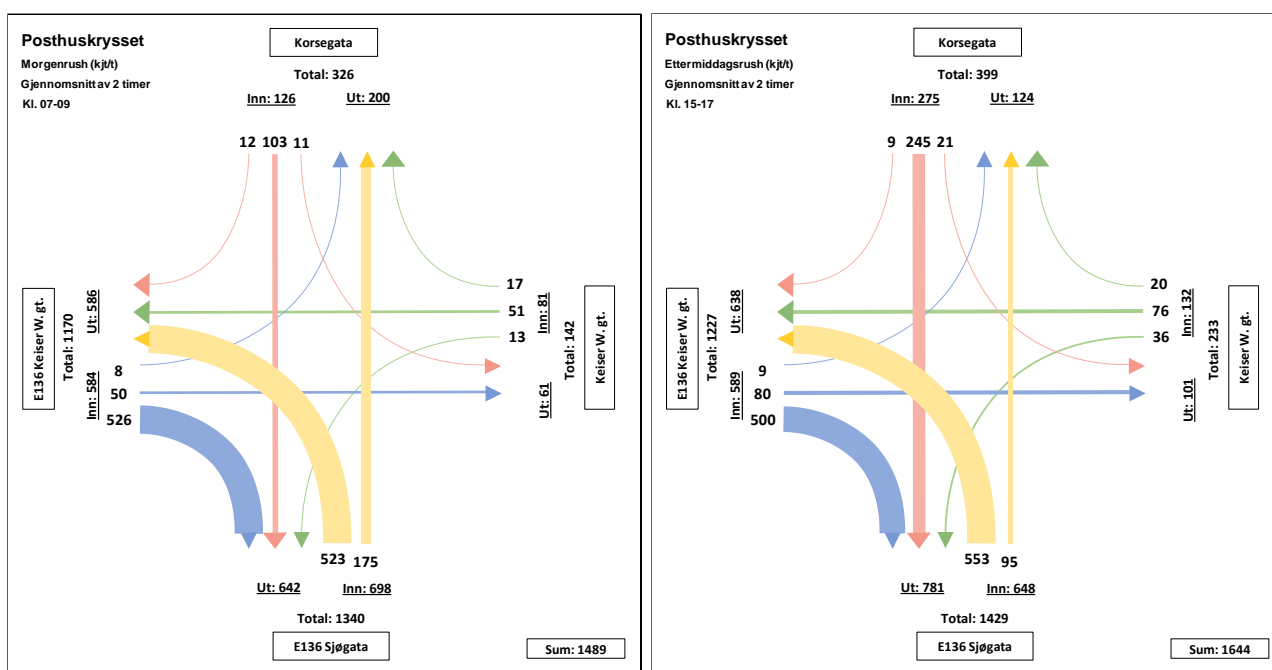 Posthuskrysset
Morgenrush (kjt/t)
Gjennomsnitt av 2 timer
Kl. 07-09
Korsegata
Total: 326
Inn: 126
Ut: 200
12 103 11
E136 Keiser W. gt.
Total: 1170
Ut: 586
Inn: 584
8
50
526
17
51
13
Inn: 81
Ut: 61
Total: 142
Keiser W. gt.
523 175
Ut: 642
Inn: 698
Total: 1340
E136 Sjøgata
Sum: 1489
Posthuskrysset
Ettermiddagsrush (kjt/t)
Gjennomsnitt av 2 timer
Kl. 15-17
Korsegata
Total: 399
Inn: 275
Ut: 124
9 245 21
E136 Keiser W. gt.
Total: 1227
Ut: 638
Inn: 589
9
80
500
20
76
36
Inn: 132
Ut: 101
Total: 233
Keiser W. gt.
553 95
Ut: 781
Inn: 648
Total: 1429
E136 Sjøgata
Sum: 1644